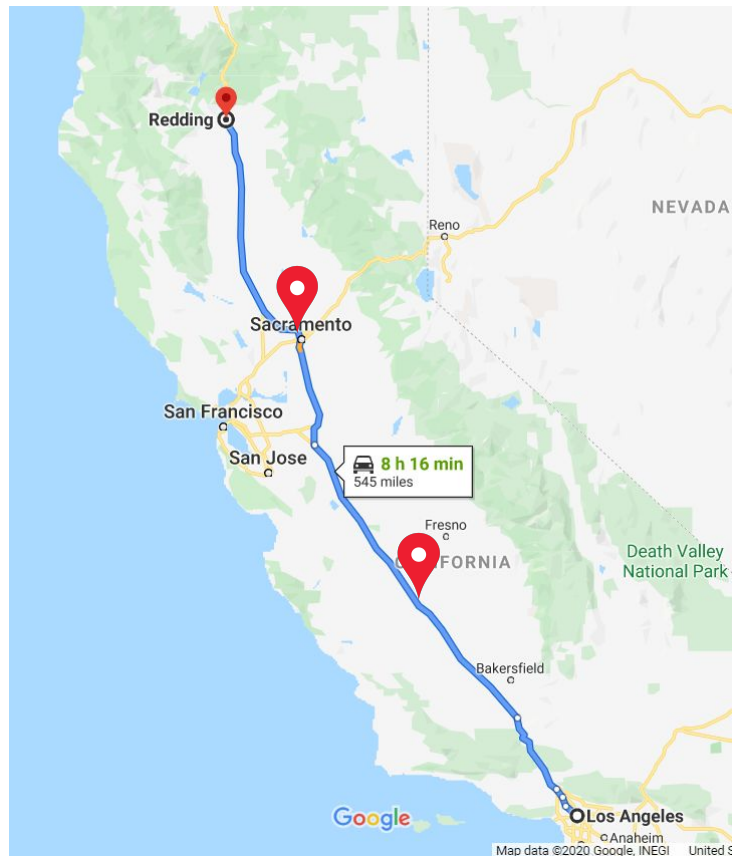 Redding
NEVADA
Reno
Sacramento
San Francisco
San Jose
8 h 16 min
545 miles
Fresno
CALIFORNIA
Death Valley
National Park
Bakersfield
Google
Los Angeles
Anaheim
Map data ©2020 Google, INEGI United S